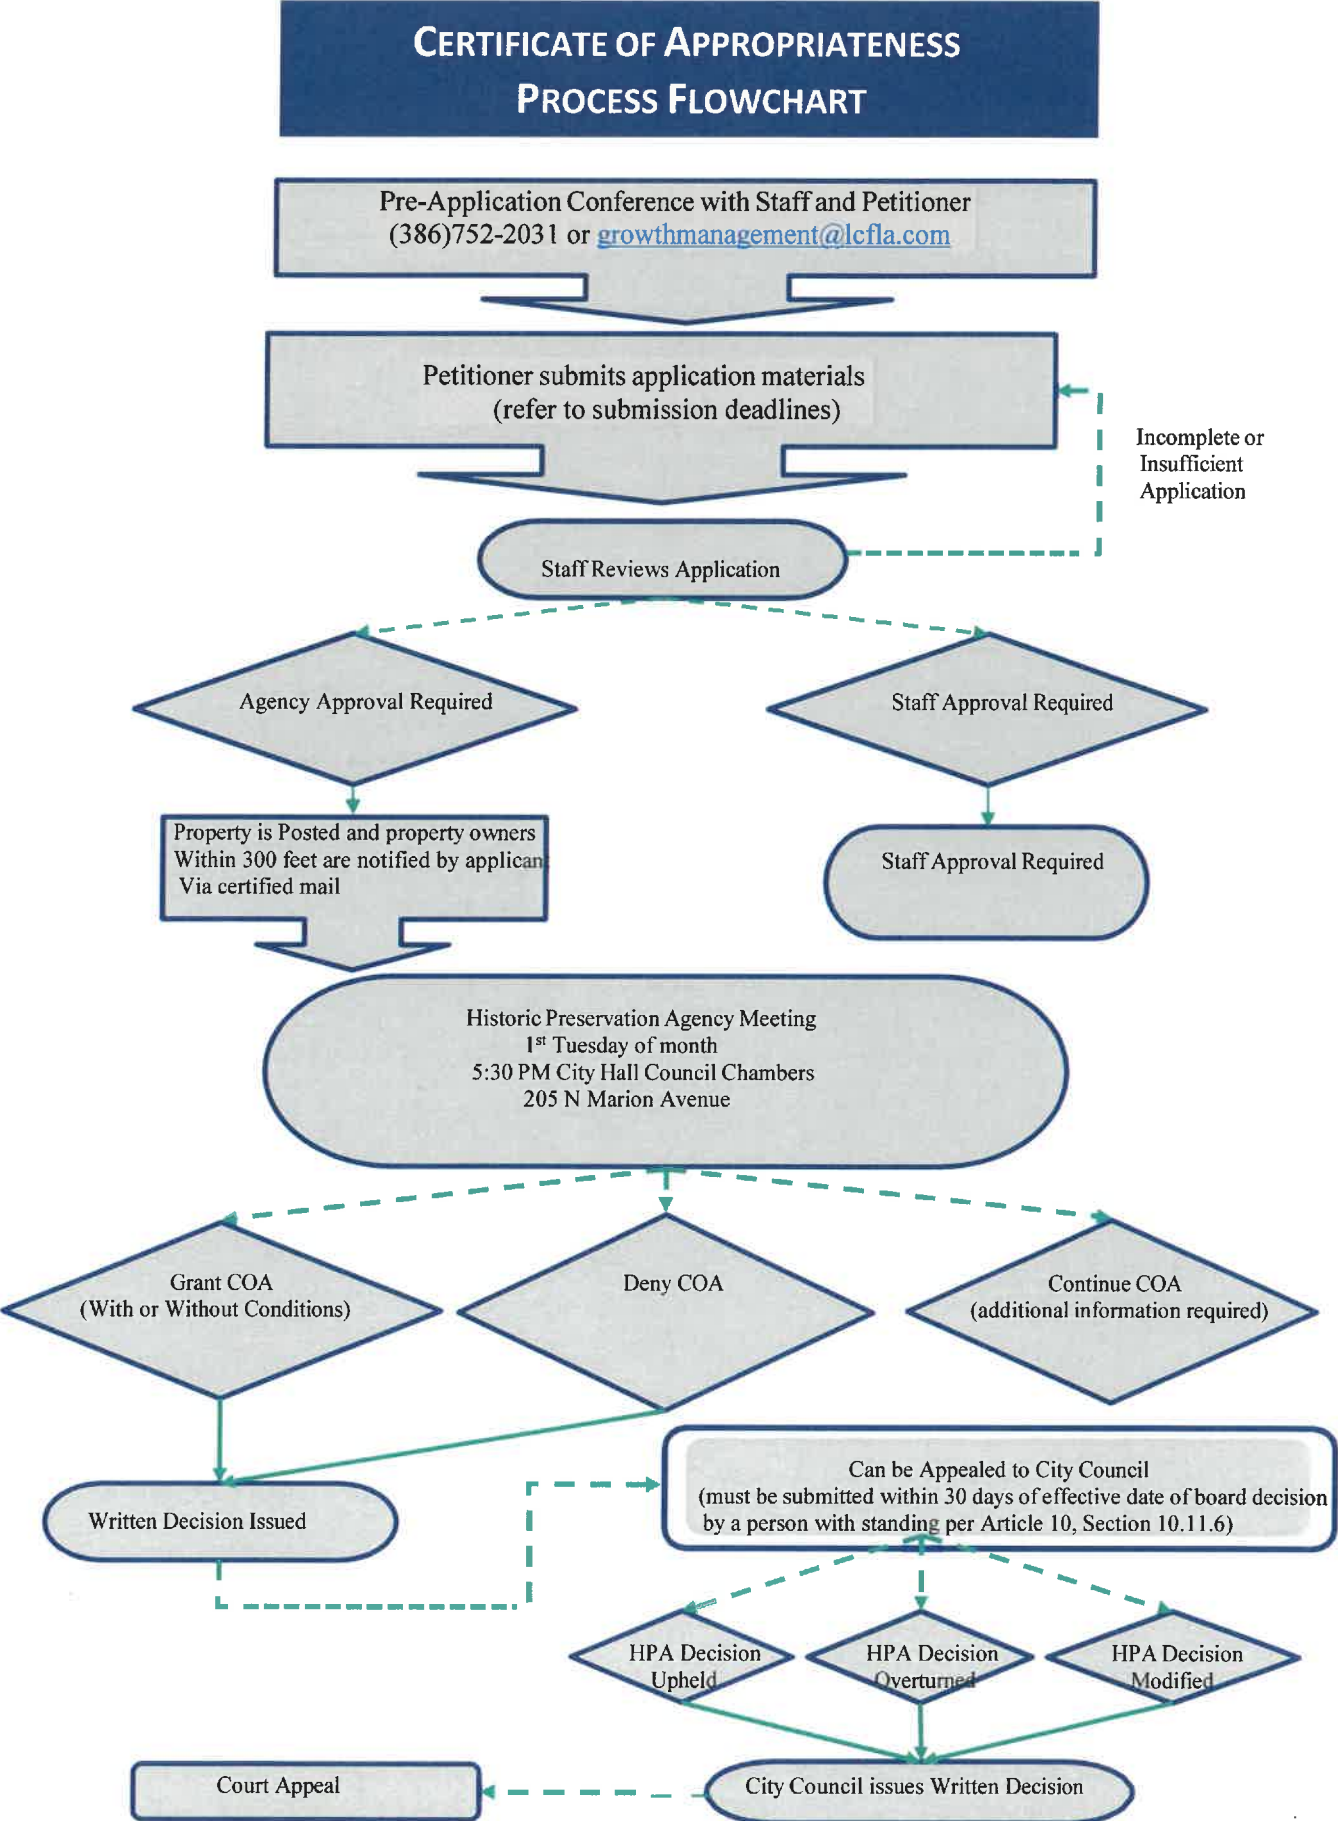 CERTIFICATE OF APPROPRIATENESS
PROCESS FLOWCHART
Pre-Application Conference with Staff and Petitioner
(386)752-2031 or growthmanagement@lcfla.com
Petitioner submits application materials
(refer to submission deadlines)
Incomplete or
Insufficient
Application
Staff Reviews Application
Agency Approval Required
Staff Approval Required
Property is Posted and property owners
Within 300 feet are notified by applican
Via certified mail
Staff Approval Required
Historic Preservation Agency Meeting
1st Tuesday of month
5:30 PM City Hall Council Chambers
205 N Marion Avenue
Grant COA
(With or Without Conditions)
Deny COA
Continue COA
(additional information required)
Written Decision Issued
Can be Appealed to City Council
(must be submitted within 30 days of effective date of board decision
by a person with standing per Article 10, Section 10.11.6)
HPA Decision
Upheld
HPA Decision
Overturned
HPA Decision
Modified
City Council issues Written Decision
Court Appeal